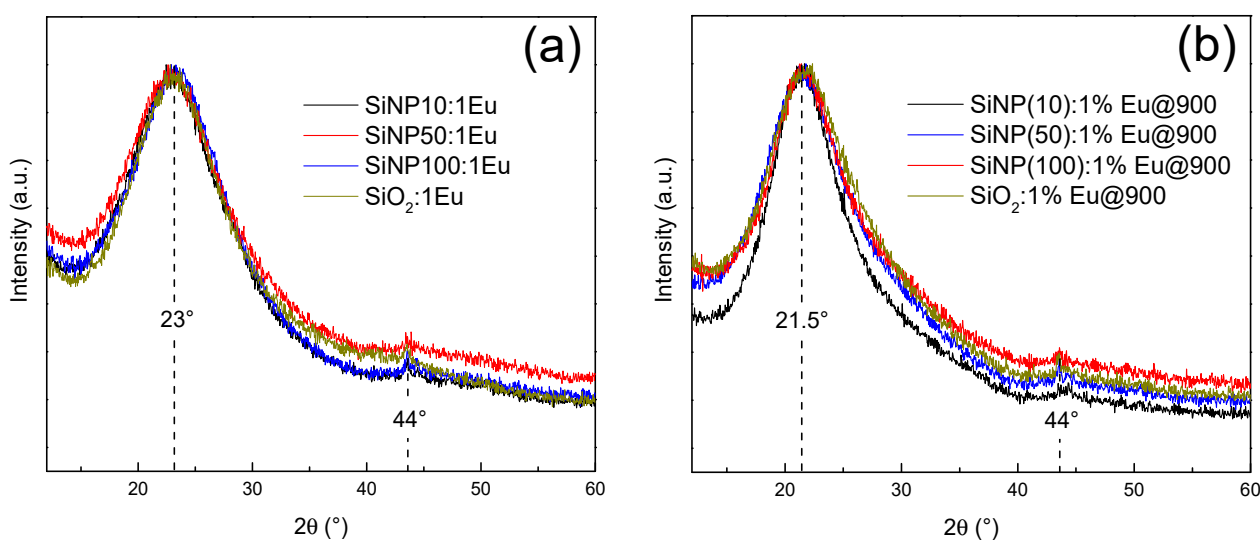 (a)
SiNP10:1Eu
SiNP50:1Eu
SiNP100:1Eu
SiO₂:1Eu
Intensity (a.u.)
23°
44°
20 30 40 50 60
2θ (°)
(b)
SiNP(10):1% Eu@900
SiNP(50):1% Eu@900
SiNP(100):1% Eu@900
SiO₂:1% Eu@900
Intensity (a.u.)
21.5°
44°
20 30 40 50 60
2θ (°)